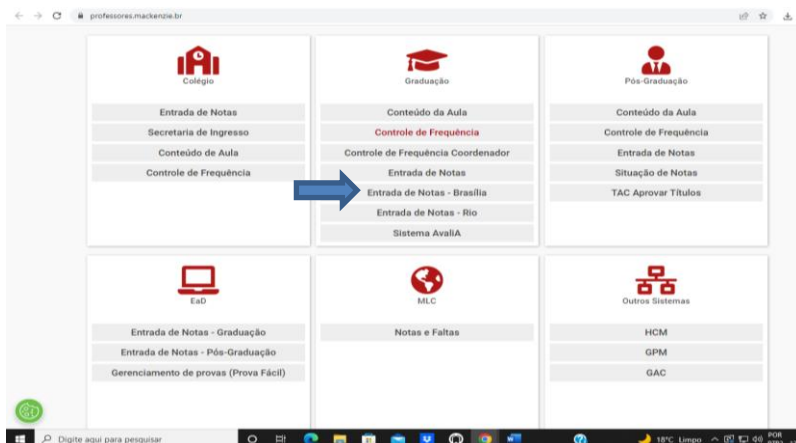 professores.mackenzie.br
Colégio
Entrada de Notas
Secretaria de Ingresso
Conteúdo de Aula
Controle de Frequência
Graduação
Conteúdo da Aula
Controle de Frequência
Controle de Frequência Coordenador
Entrada de Notas
Entrada de Notas - Brasília
Entrada de Notas - Rio
Sistema AvaliA
Pós-Graduação
Conteúdo da Aula
Controle de Frequência
Entrada de Notas
Situação de Notas
TAC Aprovar Títulos
EaD
Entrada de Notas - Graduação
Entrada de Notas - Pós-Graduação
Gerenciamento de provas (Prova Fácil)
MLC
Notas e Faltas
Outros Sistemas
HCM
GPM
GAC
Digite aqui para pesquisar
18°C Limpo
POR